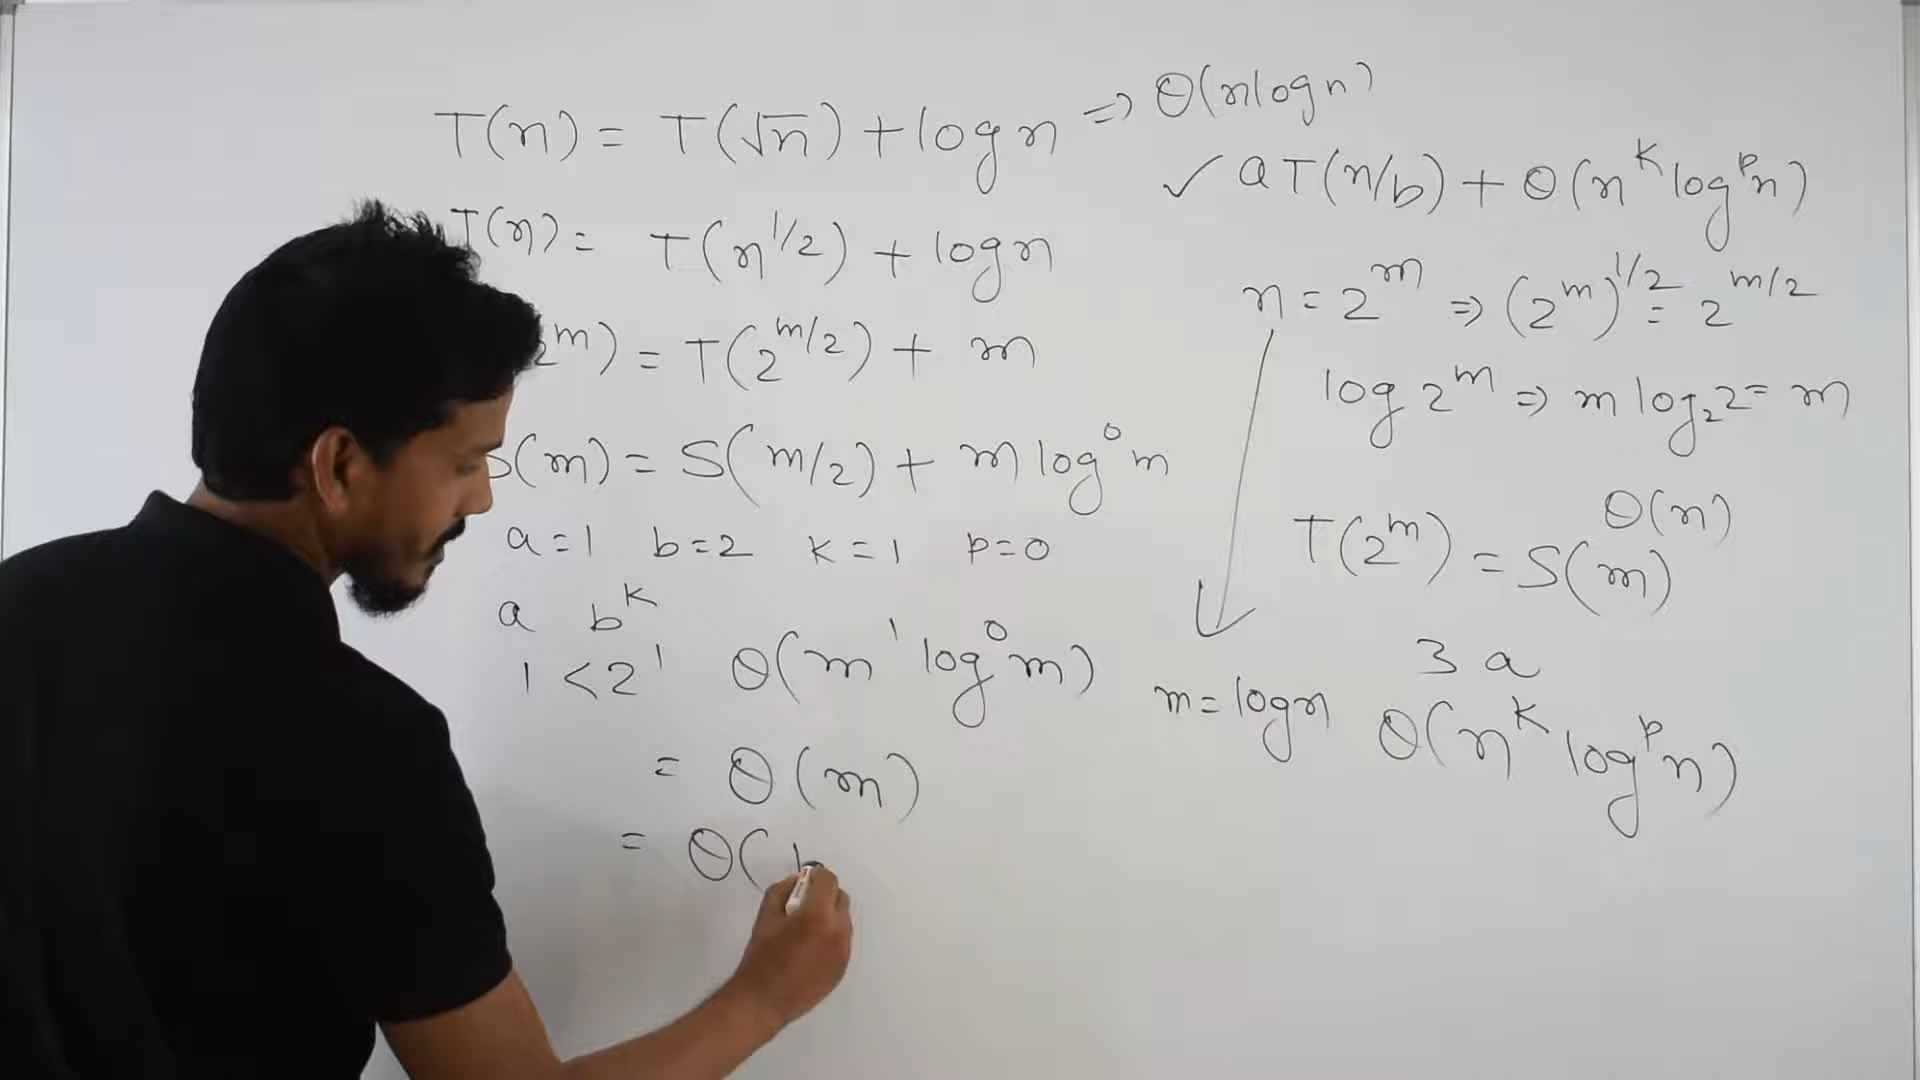 T(n) = T(√n) + log n ⇒ Θ(n log n)
✓ a T(n/b) + Θ(n^k log^p n)
T(n) = T(n^1/2) + log n
n = 2^m ⇒ (2^m)^1/2 = 2^m/2
2^m) = T(2^m/2) + m
log 2^m ⇒ m log₂2 = m
S(m) = S(m/2) + m log^0 m
Θ(n)
T(2^m) = S(m)
a = 1 b = 2 k = 1 p = 0
a b^k
1 < 2^1 Θ(m^1 log^0 m)
3 a
m = log n Θ(n^k log^p n)
= Θ(m)
= Θ(